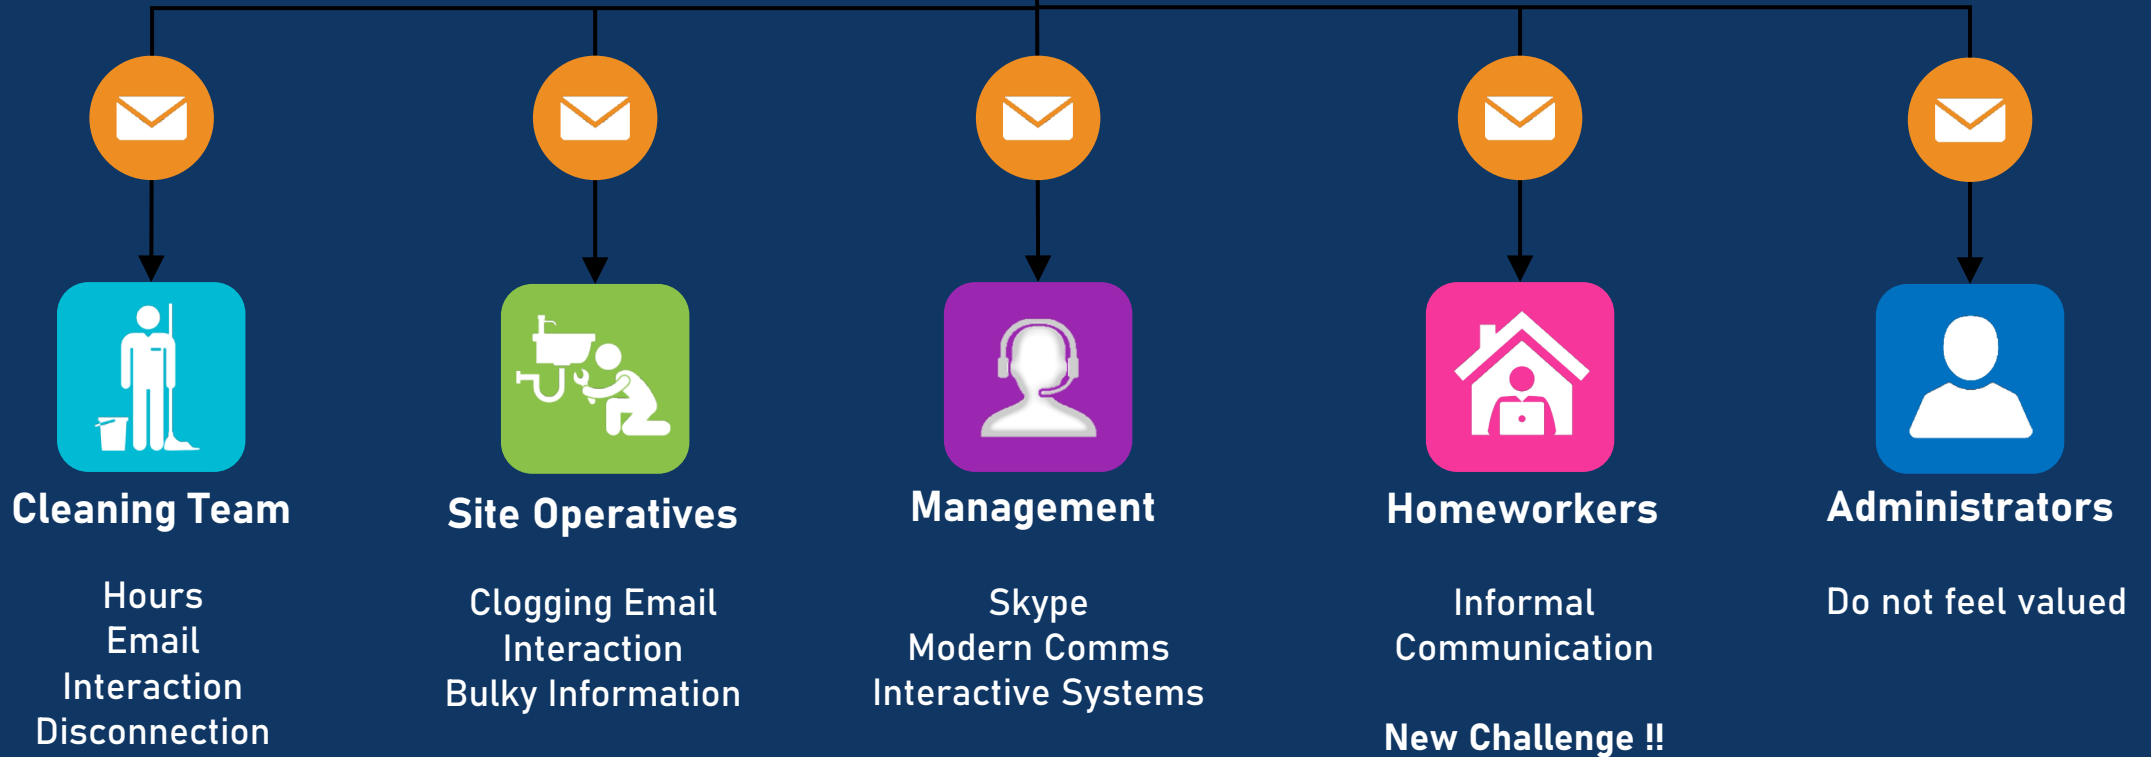 Cleaning Team
Hours
Email
Interaction
Disconnection
Site Operatives
Clogging Email
Interaction
Bulky Information
Management
Skype
Modern Comms
Interactive Systems
Homeworkers
Informal
Communication
New Challenge !!
Administrators
Do not feel valued